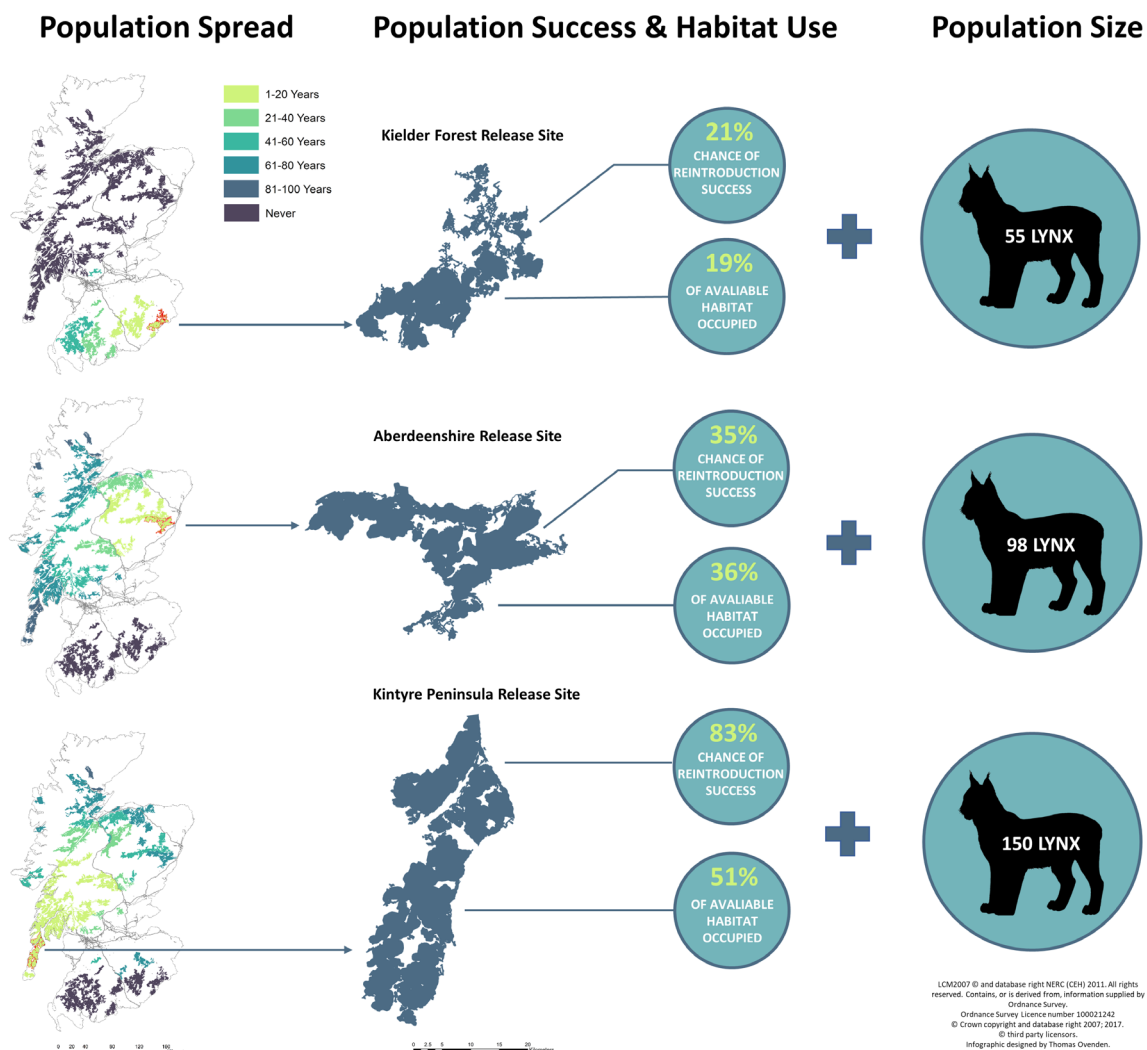 Population Spread
Population Success & Habitat Use
Population Size
1-20 Years
21-40 Years
41-60 Years
61-80 Years
81-100 Years
Never
Kielder Forest Release Site
21%
CHANCE OF
REINTRODUCTION
SUCCESS
19%
OF AVALIABLE
HABITAT
OCCUPIED
55 LYNX
Aberdeenshire Release Site
35%
CHANCE OF
REINTRODUCTION
SUCCESS
36%
OF AVALIABLE
HABITAT
OCCUPIED
98 LYNX
Kintyre Peninsula Release Site
83%
CHANCE OF
REINTRODUCTION
SUCCESS
51%
OF AVALIABLE
HABITAT
OCCUPIED
150 LYNX
LCM2007 © and database right NERC (CEH) 2011. All rights
reserved. Contains, or is derived from, information supplied by
Ordnance Survey.
Ordnance Survey Licence number 100021242
© Crown copyright and database right 2007; 2017.
© third party licensors.
Infographic designed by Thomas Ovenden.
0 20 40 80 120 160
0 2.5 5 10 15 20